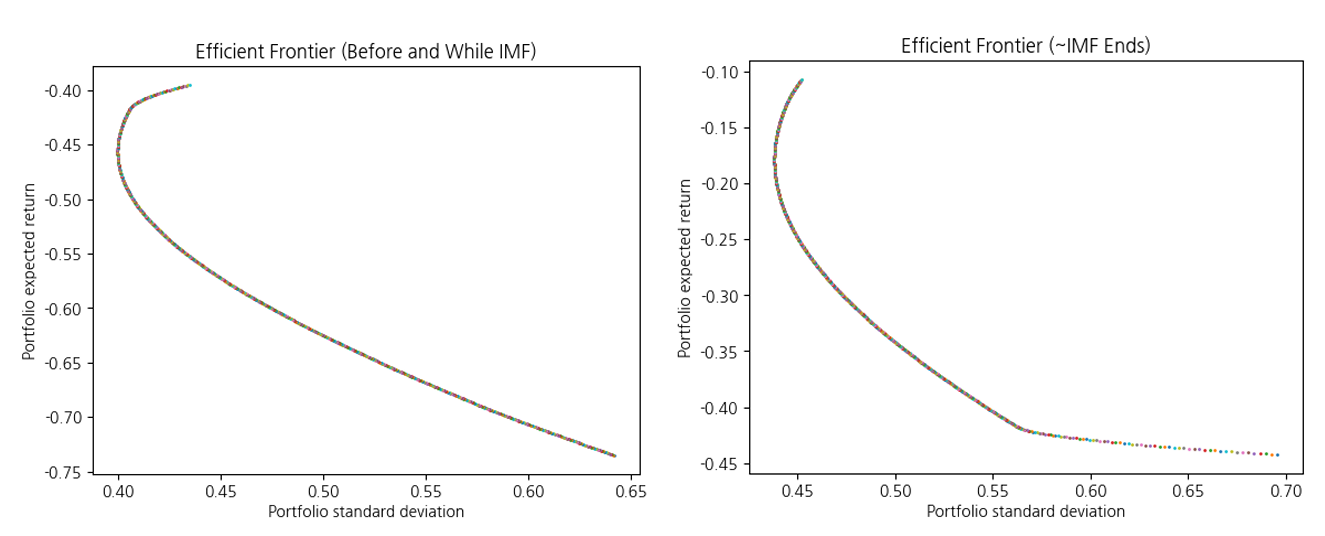 Efficient Frontier (Before and While IMF)
Portfolio expected return
-0.40
-0.45
-0.50
-0.55
-0.60
-0.65
-0.70
-0.75
0.40 0.45 0.50 0.55 0.60 0.65
Portfolio standard deviation
Efficient Frontier (~IMF Ends)
Portfolio expected return
-0.10
-0.15
-0.20
-0.25
-0.30
-0.35
-0.40
-0.45
0.45 0.50 0.55 0.60 0.65 0.70
Portfolio standard deviation